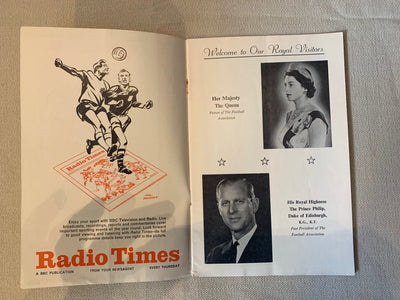 Radio Times
Enjoy your sport with BBC-Television and Radio. Live
broadcasts, recordings, reports and commentaries cover
important sporting events all the year round. Look forward
to good viewing and listening with Radio Times—its full
programme details keep you right in the picture.
Radio Times
A BBC PUBLICATION
FROM YOUR NEWSAGENT
EVERY THURSDAY
Welcome to Our Royal Visitors
Her Majesty
The Queen
Patron of The Football
Association
His Royal Highness
The Prince Philip,
Duke of Edinburgh,
K.G., K.T.
Past President of The
Football Association